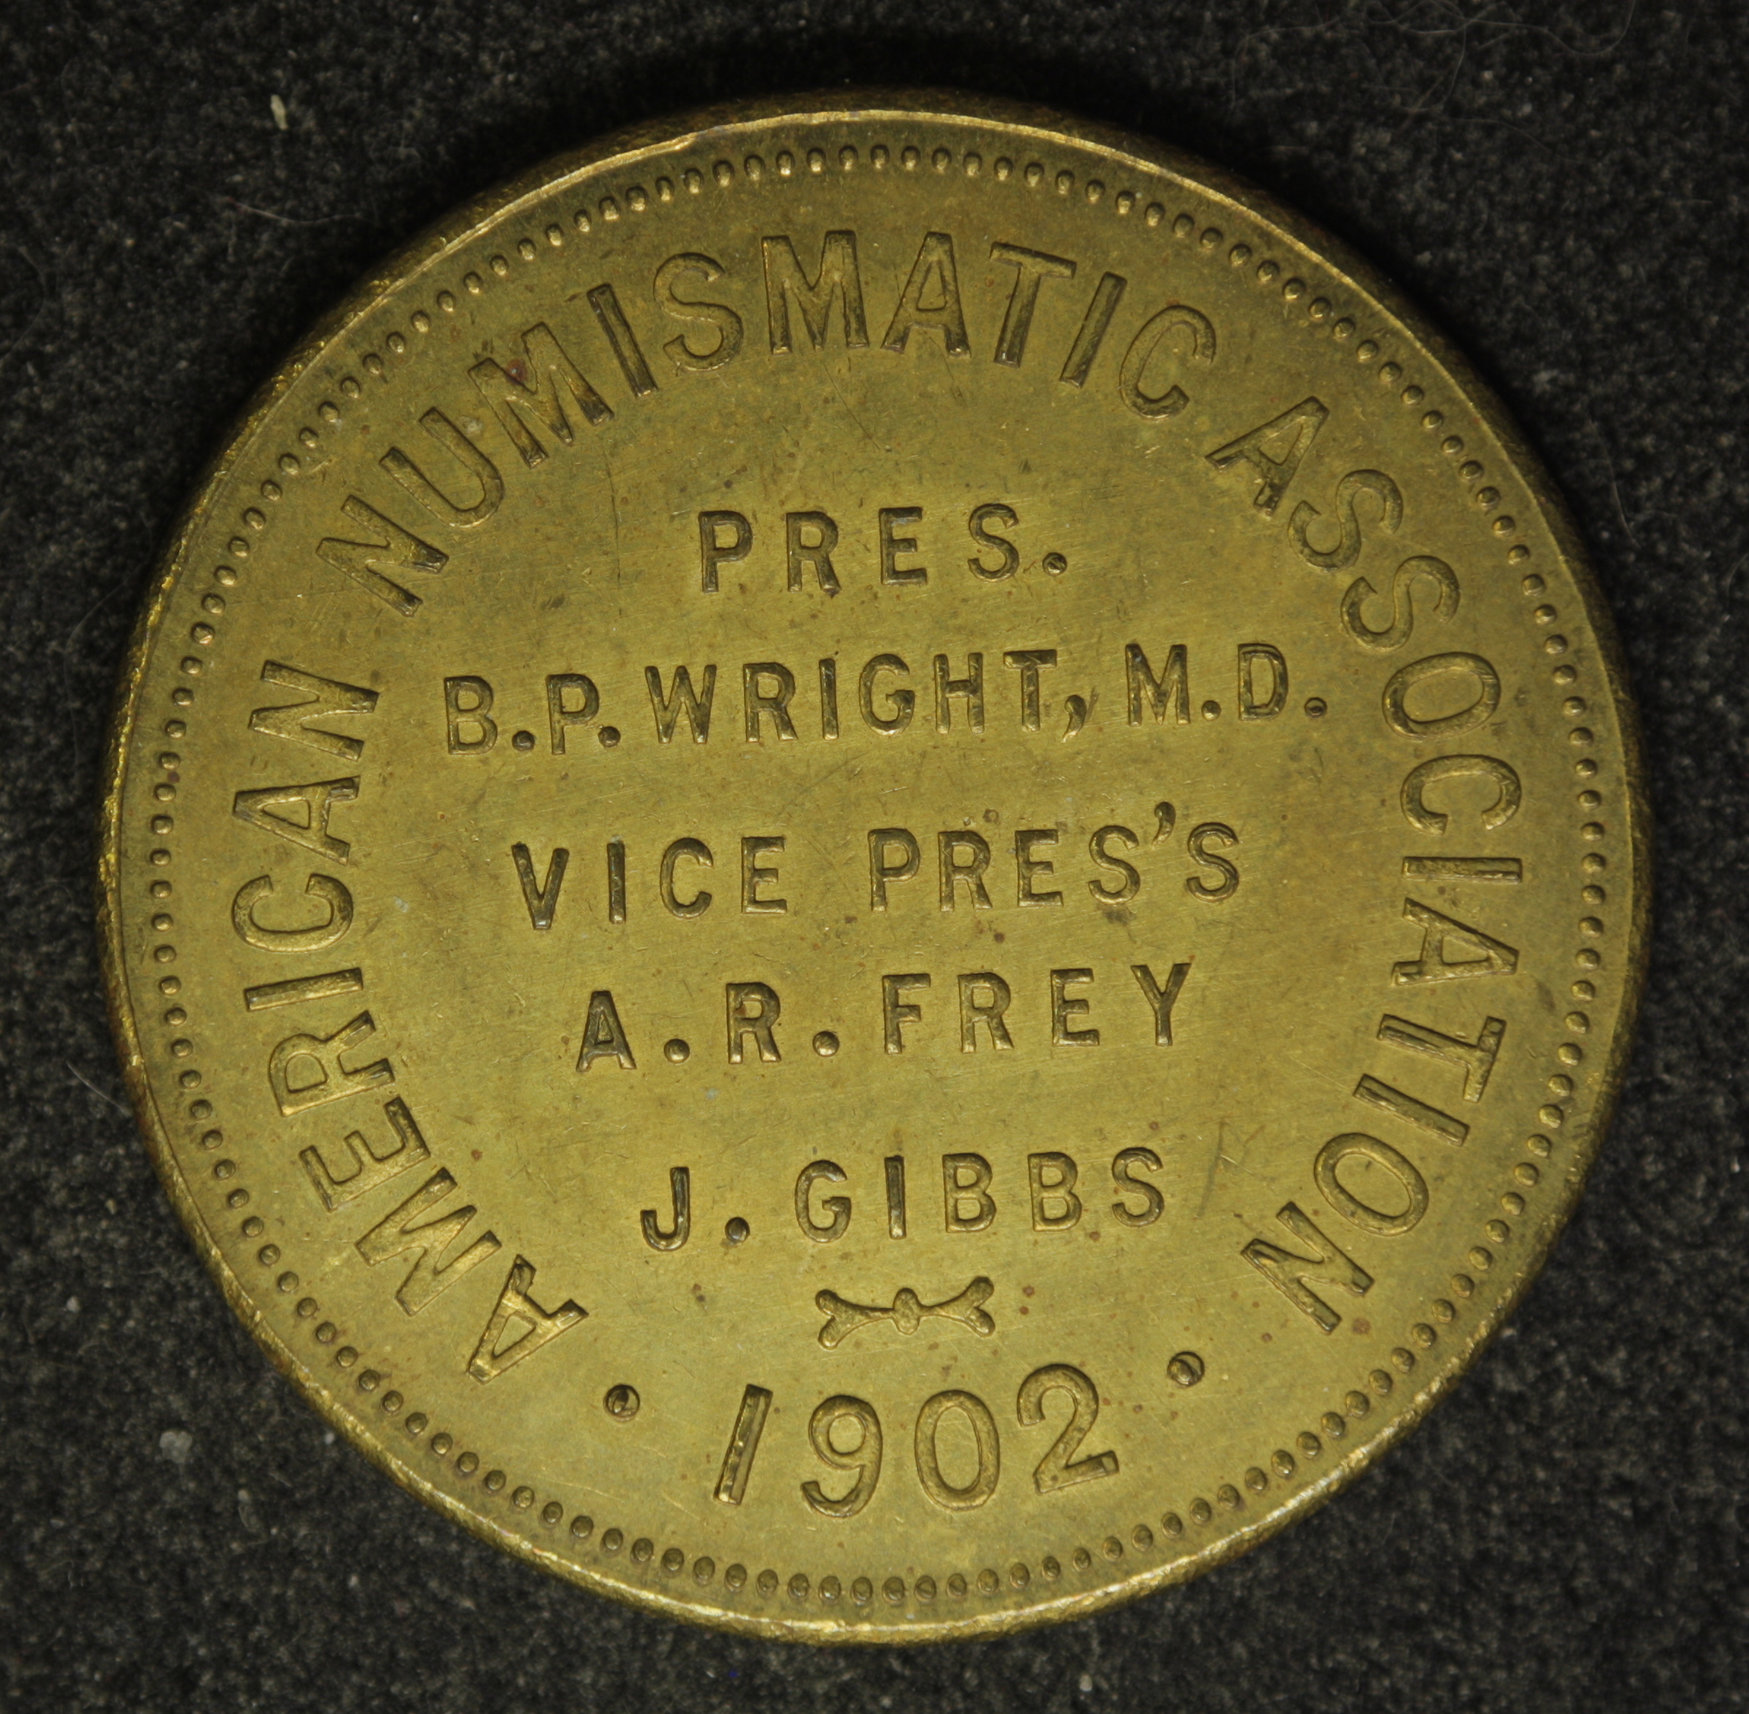 AMERICAN NUMISMATIC ASSOCIATION
PRES.
B.P. WRIGHT, M.D.
VICE PRES'S
A.R. FREY
J. GIBBS
· 1902 ·